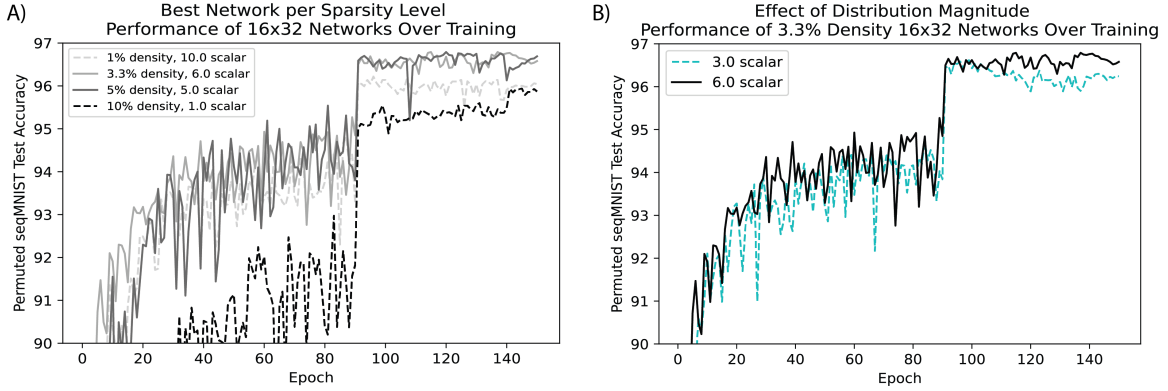 A)
Best Network per Sparsity Level
Performance of 16x32 Networks Over Training
Permuted seqMNIST Test Accuracy
97
96
95
94
93
92
91
90
1% density, 10.0 scalar
3.3% density, 6.0 scalar
5% density, 5.0 scalar
10% density, 1.0 scalar
0 20 40 60 80 100 120 140
Epoch
B)
Effect of Distribution Magnitude
Performance of 3.3% Density 16x32 Networks Over Training
Permuted seqMNIST Test Accuracy
97
96
95
94
93
92
91
90
3.0 scalar
6.0 scalar
0 20 40 60 80 100 120 140
Epoch